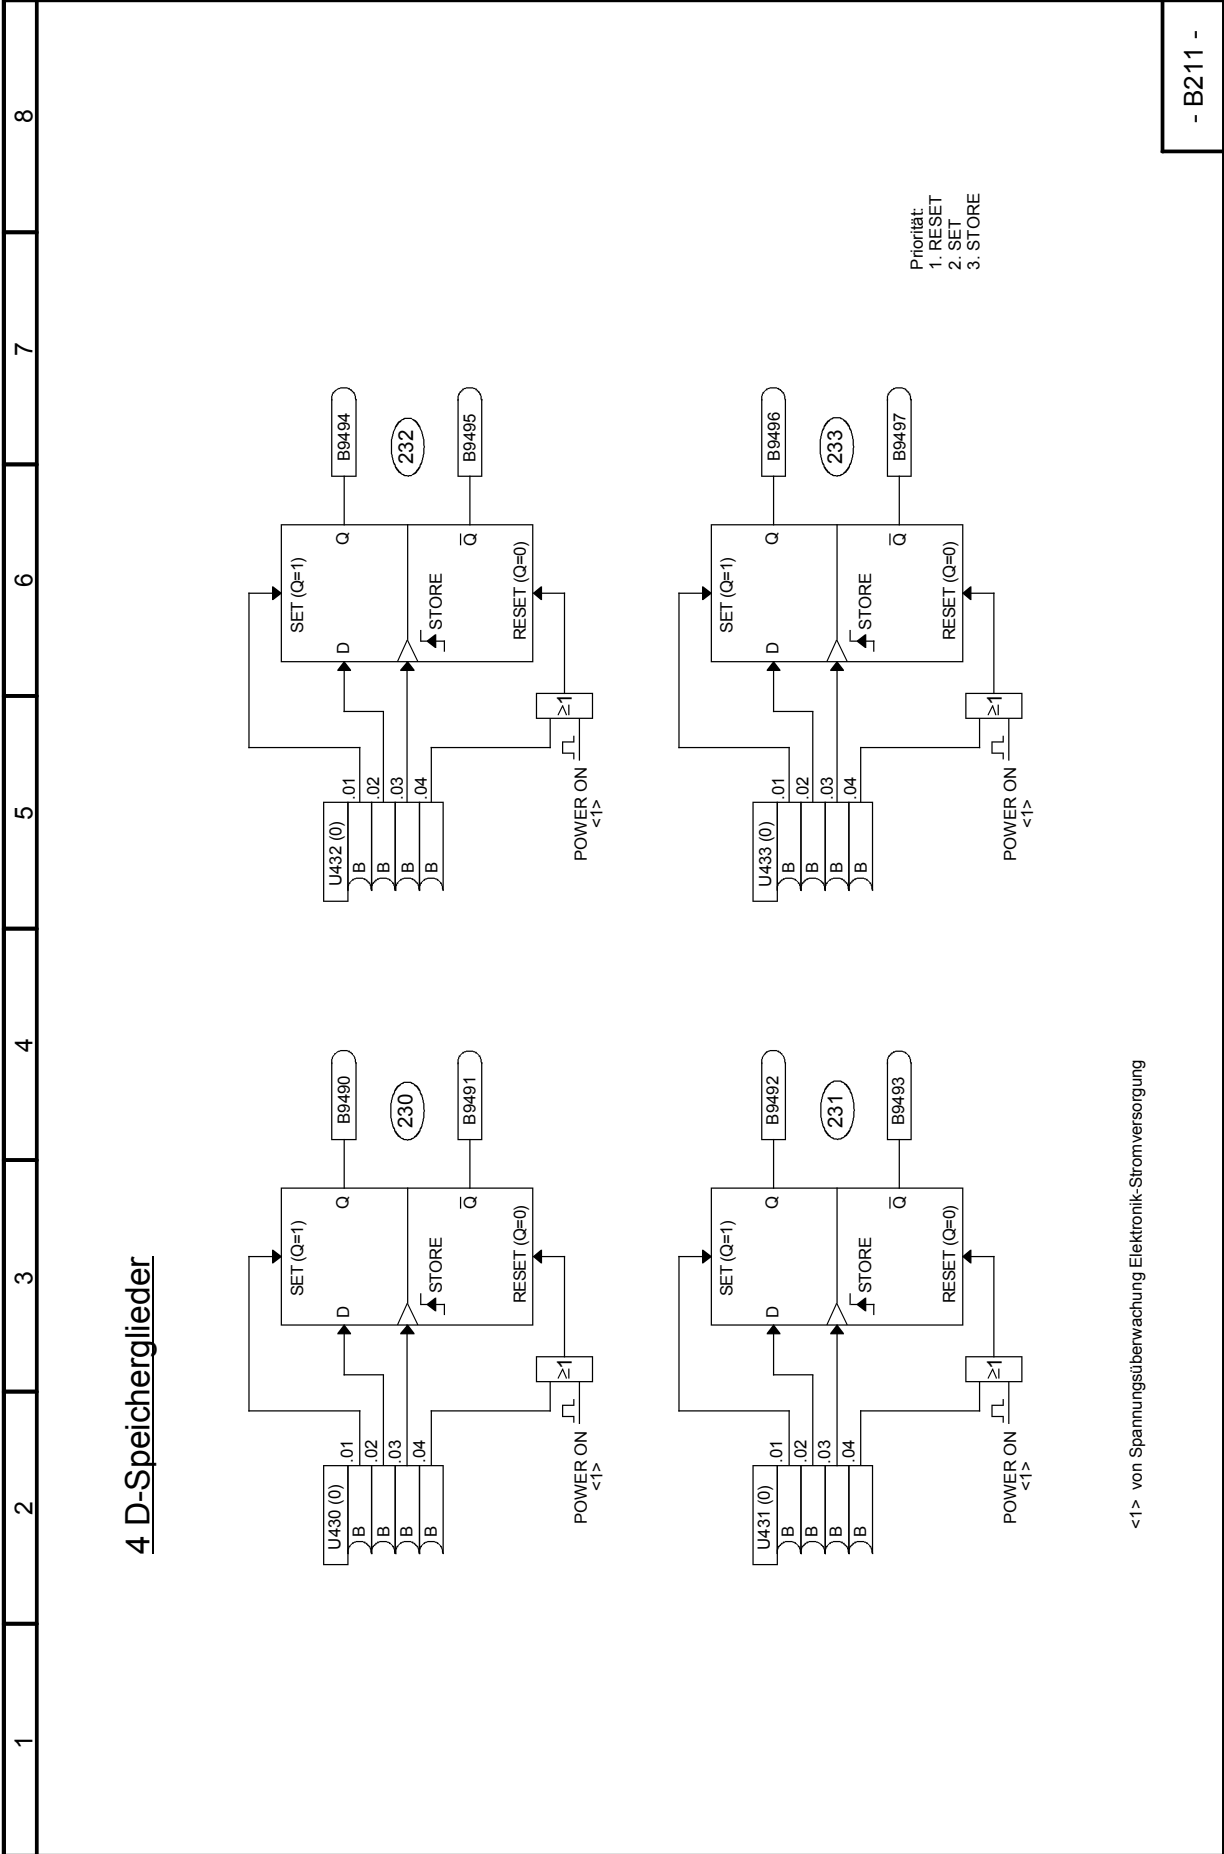 1 2 3 4 5 6 7 8
4 D-Speicherglieder
U430 (0)
B .01
B .02
B .03
B .04
SET (Q=1)
D Q
STORE
Q̅
RESET (Q=0)
POWER ON
<1>
≥1
B9490
230
B9491
U432 (0)
B .01
B .02
B .03
B .04
SET (Q=1)
D Q
STORE
Q̅
RESET (Q=0)
POWER ON
<1>
≥1
B9494
232
B9495
U431 (0)
B .01
B .02
B .03
B .04
SET (Q=1)
D Q
STORE
Q̅
RESET (Q=0)
POWER ON
<1>
≥1
B9492
231
B9493
U433 (0)
B .01
B .02
B .03
B .04
SET (Q=1)
D Q
STORE
Q̅
RESET (Q=0)
POWER ON
<1>
≥1
B9496
233
B9497
Priorität:
1. RESET
2. SET
3. STORE
<1> von Spannungsüberwachung Elektronik-Stromversorgung
- B211 -